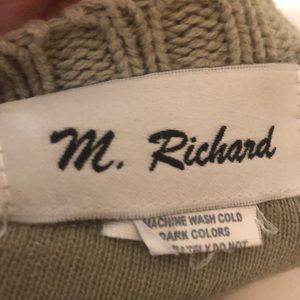 M. Richard
MACHINE WASH COLD
DARK COLORS
DO NOT